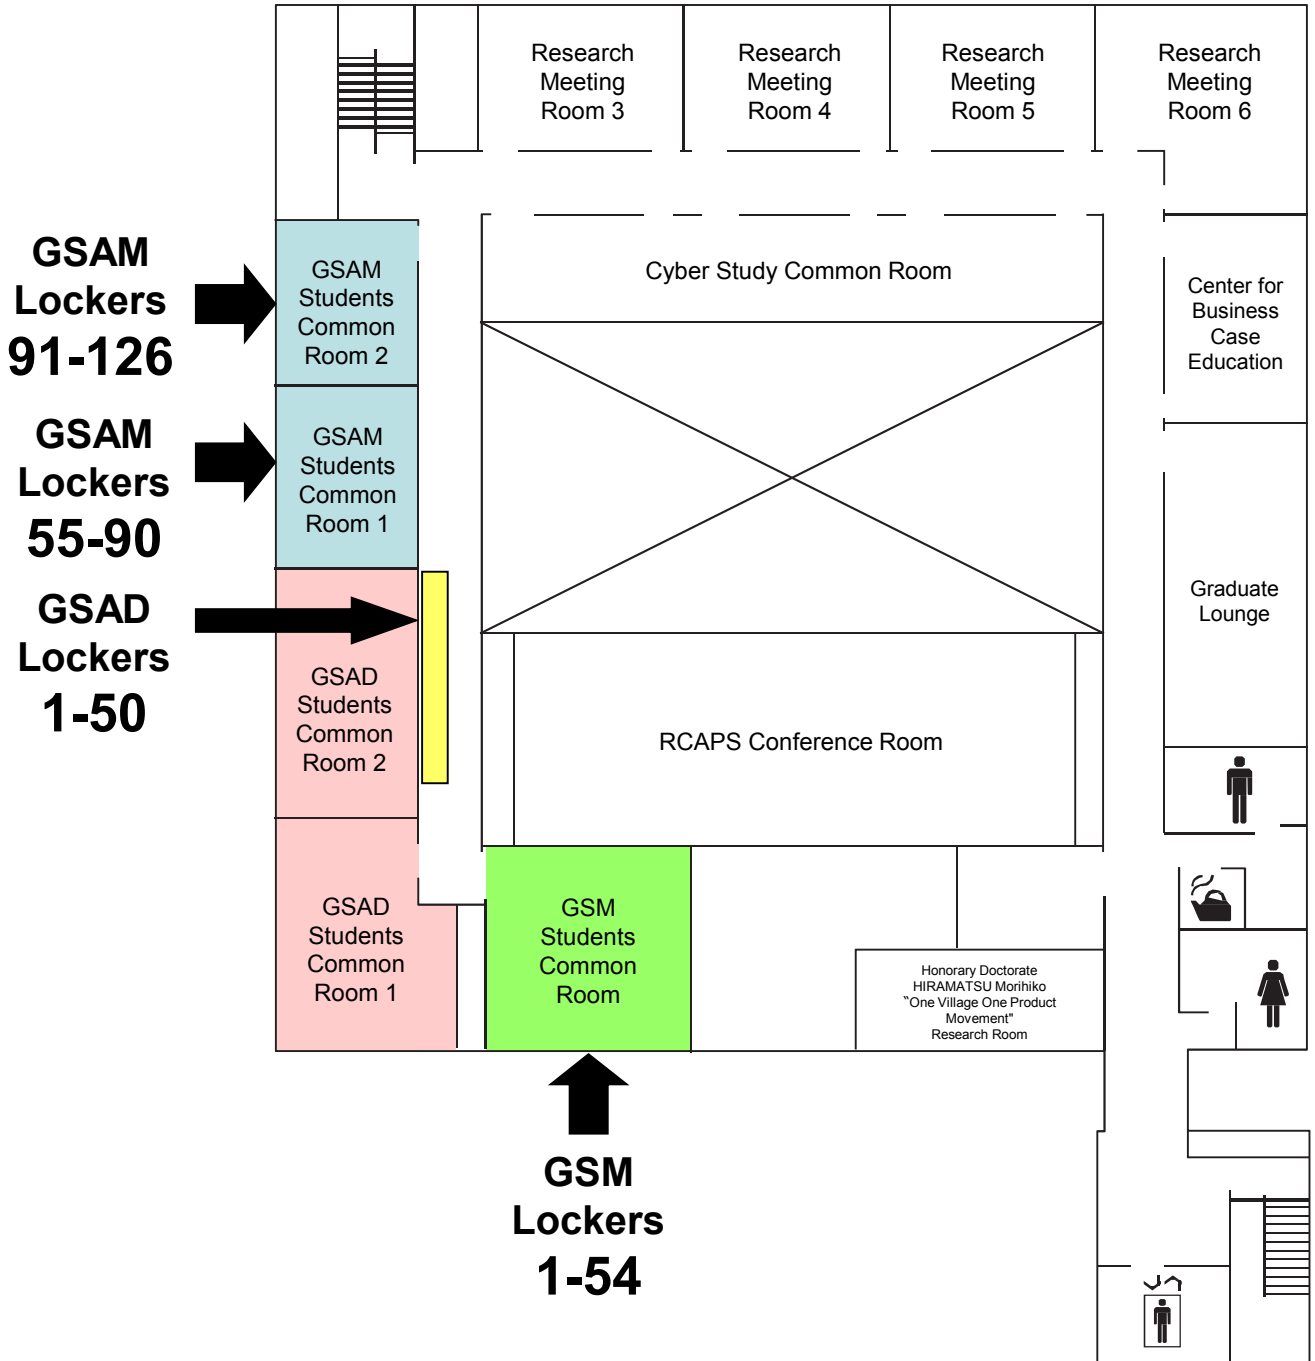 Research
Meeting
Room 3
Research
Meeting
Room 4
Research
Meeting
Room 5
Research
Meeting
Room 6
GSAM
Lockers
91-126
GSAM
Students
Common
Room 2
Cyber Study Common Room
Center for
Business
Case
Education
GSAM
Lockers
55-90
GSAM
Students
Common
Room 1
GSAD
Lockers
1-50
GSAD
Students
Common
Room 2
RCAPS Conference Room
Graduate
Lounge
GSAD
Students
Common
Room 1
GSM
Students
Common
Room
Honorary Doctorate
HIRAMATSU Morihiko
‶One Village One Product
Movement"
Research Room
GSM
Lockers
1-54